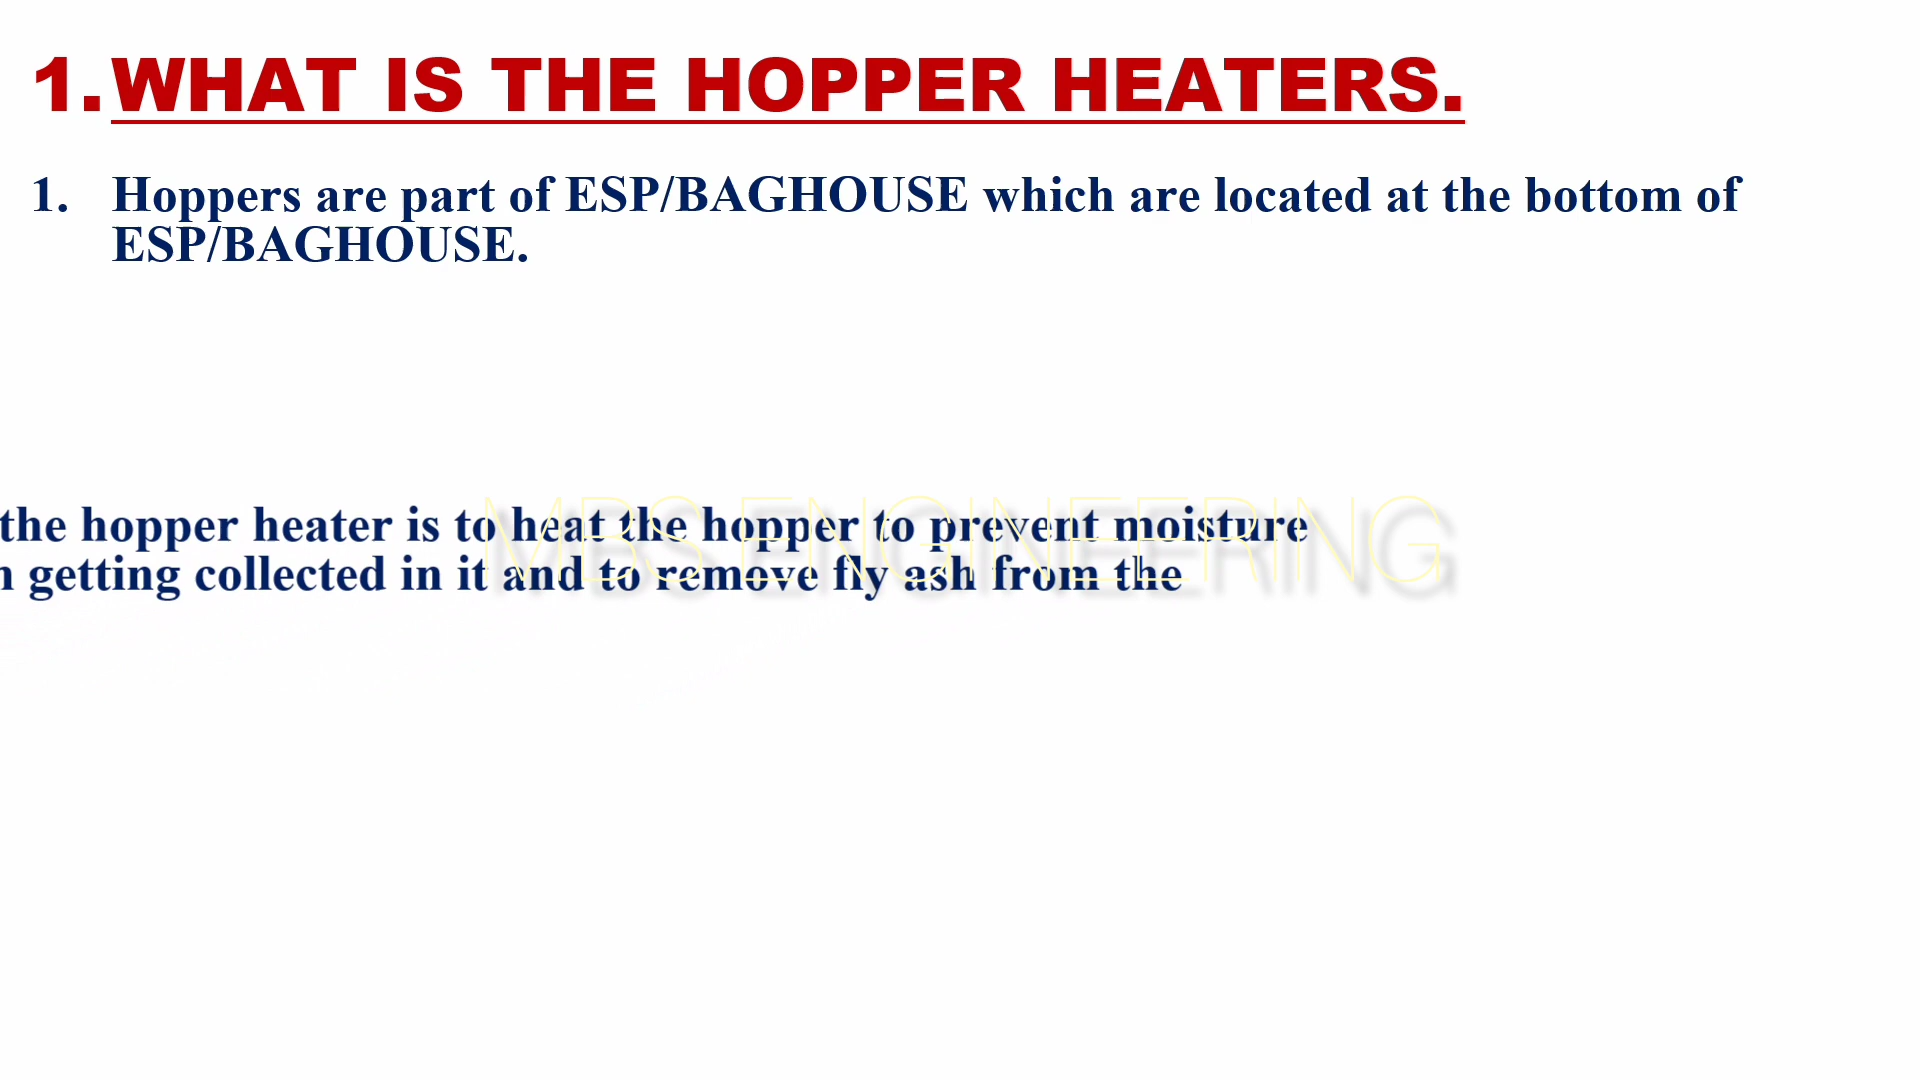 1. WHAT IS THE HOPPER HEATERS.
1. Hoppers are part of ESP/BAGHOUSE which are located at the bottom of
ESP/BAGHOUSE.
the hopper heater is to heat the hopper to prevent moisture
getting collected in it and to remove fly ash from the
MBS ENGINEERING